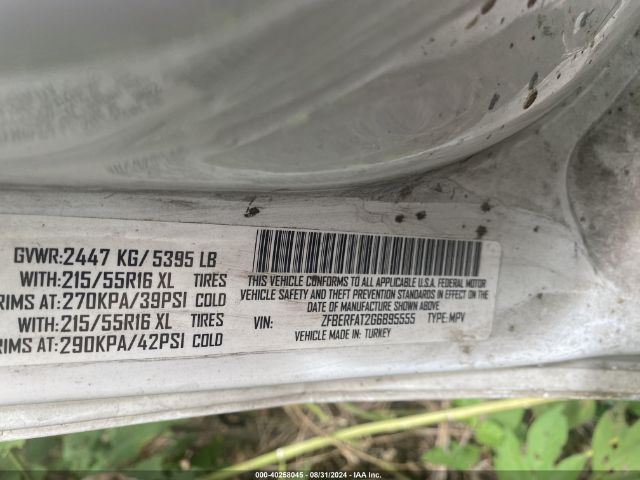 GVWR:2447 KG/ 5395 LB
WITH:215/55R16 XL TIRES
RIMS AT:270KPA/39PSI COLD
WITH:215/55R16 XL TIRES
RIMS AT:290KPA/42PSI COLD
THIS VEHICLE CONFORMS TO ALL APPLICABLE U.S.A. FEDERAL MOTOR
VEHICLE SAFETY AND THEFT PREVENTION STANDARDS IN EFFECT ON THE
DATE OF MANUFACTURE SHOWN ABOVE
VIN: ZFBERFAT2G6895555 TYPE: MPV
VEHICLE MADE IN: TURKEY
000-40258045 - 08/31/2024 - IAA Inc.